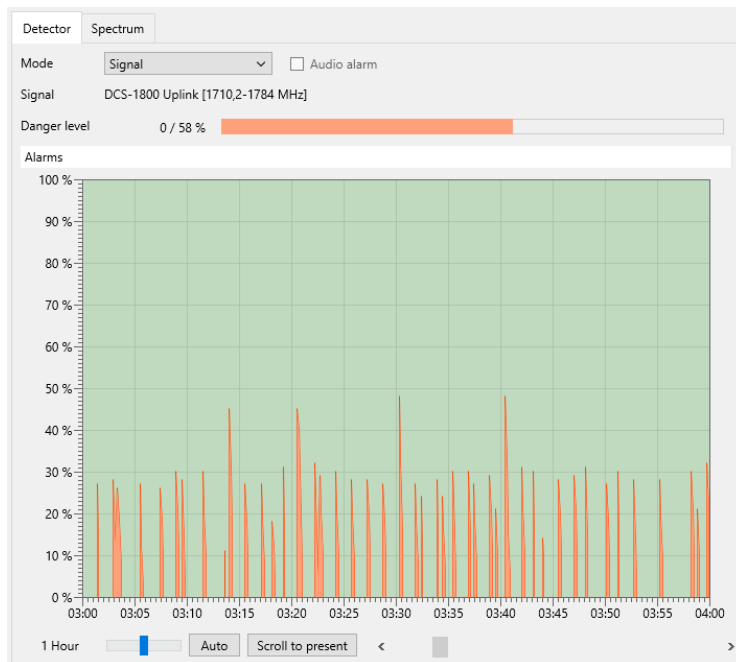 Detector Spectrum
Mode Signal Audio alarm
Signal DCS-1800 Uplink [1710,2-1784 MHz]
Danger level 0 / 58 %
Alarms
100 %
90 %
80 %
70 %
60 %
50 %
40 %
30 %
20 %
10 %
0 %
03:00 03:05 03:10 03:15 03:20 03:25 03:30 03:35 03:40 03:45 03:50 03:55 04:00
1 Hour Auto Scroll to present < >